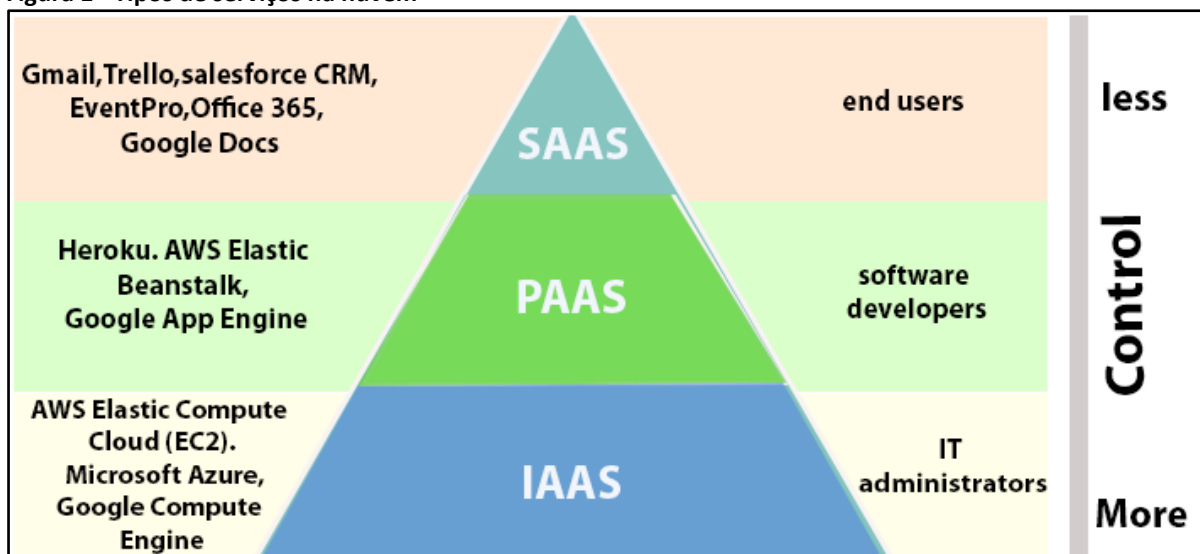 Gmail,Trello,salesforce CRM,
EventPro,Office 365,
Google Docs
SAAS
end users
less
Heroku. AWS Elastic
Beanstalk,
Google App Engine
PAAS
software
developers
Control
AWS Elastic Compute
Cloud (EC2).
Microsoft Azure,
Google Compute
Engine
IAAS
IT
administrators
More